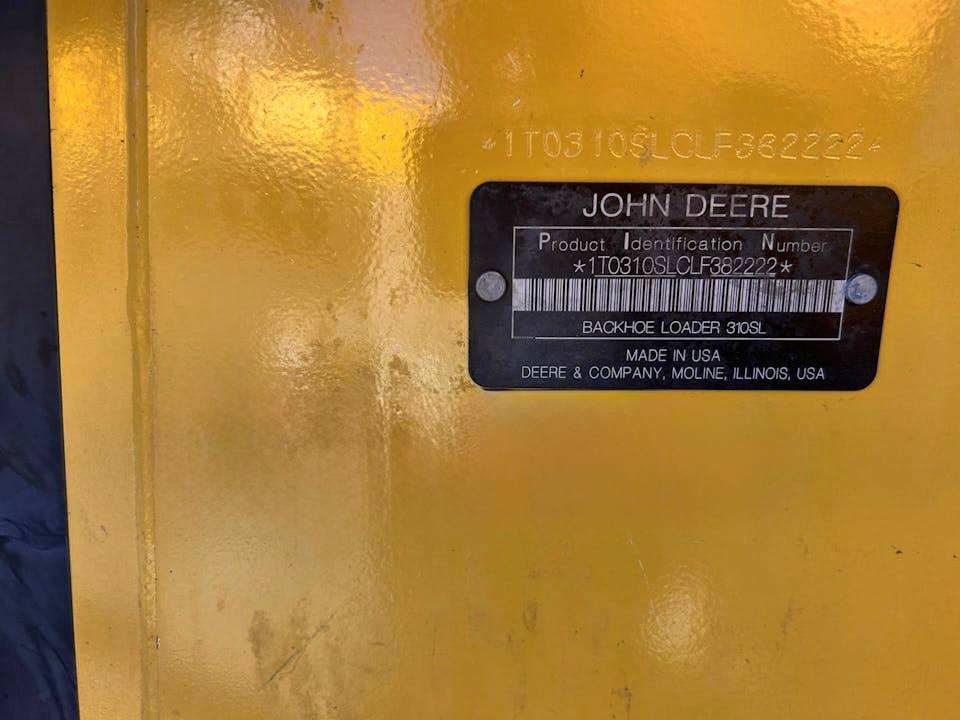 *1T0310SLCLF382222*
JOHN DEERE
Product Identification Number
*1T0310SLCLF382222*
BACKHOE LOADER 310SL
MADE IN USA
DEERE & COMPANY, MOLINE, ILLINOIS, USA